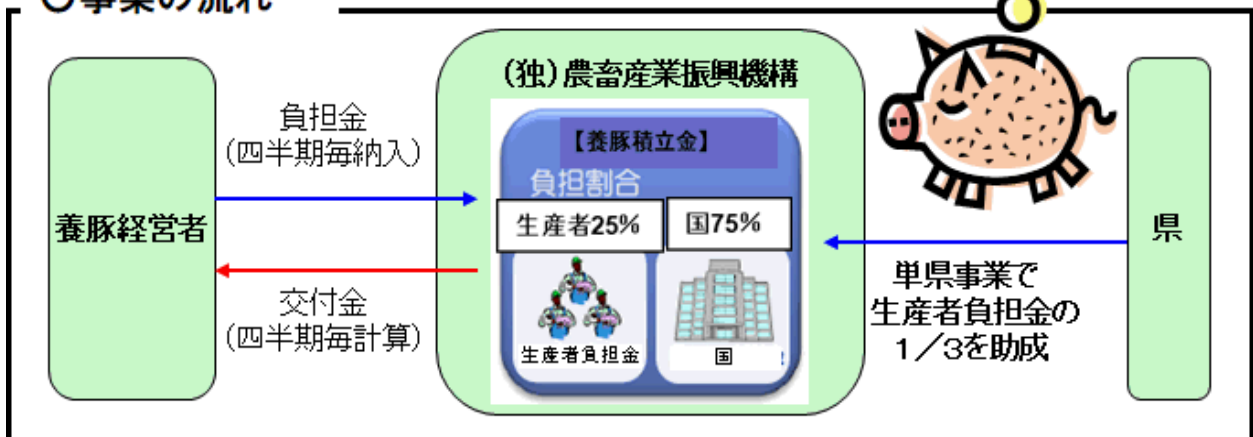 〇事業の流れ
(独)農畜産業振興機構
【養豚積立金】
負担割合
生産者25%
国75%
生産者負担金
国
養豚経営者
負担金
(四半期毎納入)
交付金
(四半期毎計算)
県
単県事業で
生産者負担金の
1/3を助成